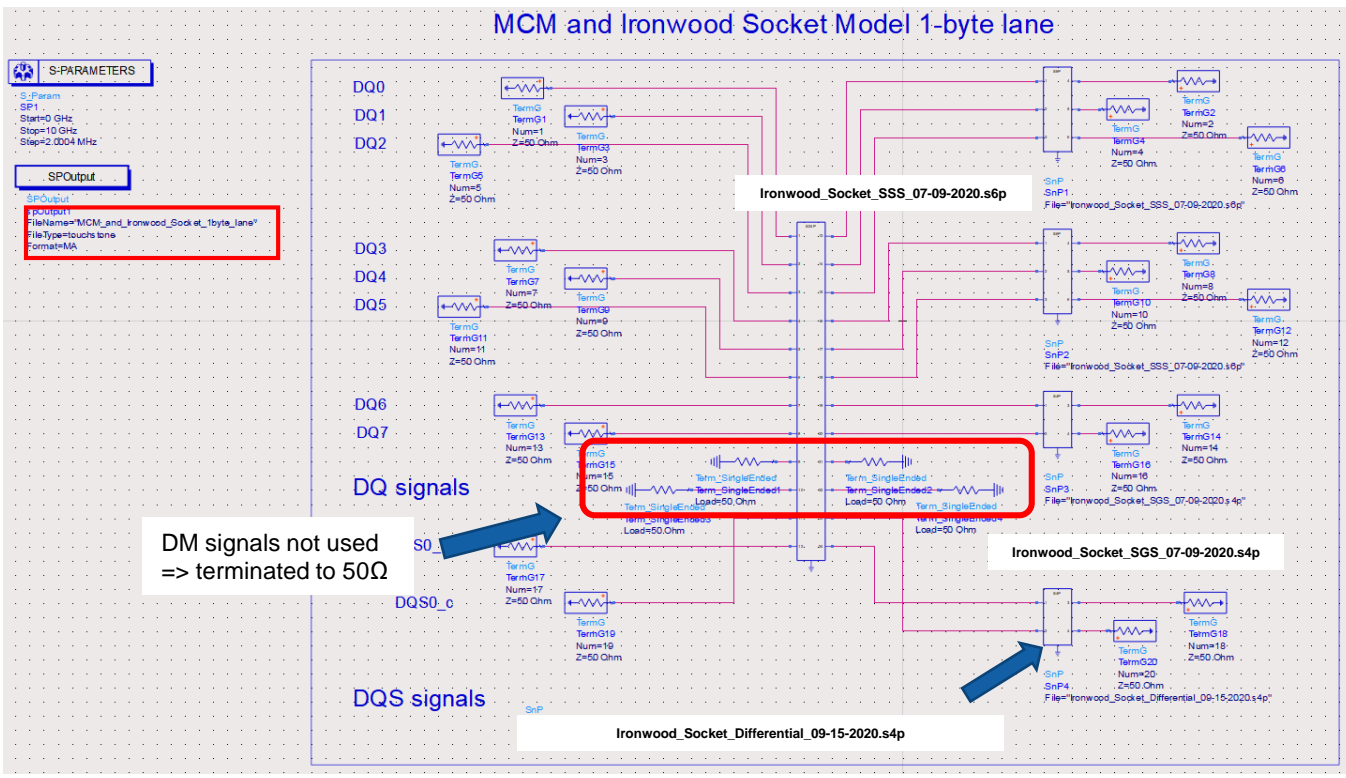 MCM and Ironwood Socket Model 1-byte lane
S-PARAMETERS
S_Param
SP1
Start=0 GHz
Stop=10 GHz
Step=2.0004 MHz
SPOutput
SPOutput
spOutput1
FileName="MCM_and_Ironwood_Socket_1byte_lane"
FileType=touchstone
Format=MA
DQ0
DQ1
DQ2
TermG
TermG1
Num=1
Z=50 Ohm
TermG
TermG3
Num=3
Z=50 Ohm
TermG
TermG5
Num=5
Z=50 Ohm
SnP
TermG
TermG2
Num=2
Z=50 Ohm
TermG
TermG4
Num=4
Z=50 Ohm
TermG
TermG6
Num=6
Z=50 Ohm
SnP
SnP1
File="Ironwood_Socket_SSS_07-09-2020.s6p"
Ironwood_Socket_SSS_07-09-2020.s6p
DQ3
DQ4
DQ5
TermG
TermG7
Num=7
Z=50 Ohm
TermG
TermG9
Num=9
Z=50 Ohm
TermG
TermG11
Num=11
Z=50 Ohm
SnP
TermG
TermG8
Num=8
Z=50 Ohm
TermG
TermG10
Num=10
Z=50 Ohm
TermG
TermG12
Num=12
Z=50 Ohm
SnP
SnP2
File="Ironwood_Socket_SSS_07-09-2020.s6p"
DQ6
DQ7
TermG
TermG13
Num=13
Z=50 Ohm
TermG
TermG15
Num=15
Z=50 Ohm
SnP
TermG
TermG14
Num=14
Z=50 Ohm
TermG
TermG16
Num=16
Z=50 Ohm
SnP
SnP3
File="Ironwood_Socket_SGS_07-09-2020.s4p"
DQ signals
Term_SingleEnded
Term_SingleEnded1
Load=50 Ohm
Term_SingleEnded
Term_SingleEnded2
Load=50 Ohm
Term_SingleEnded
Term_SingleEnded3
Load=50 Ohm
Term_SingleEnded
Term_SingleEnded4
Load=50 Ohm
DM signals not used
=> terminated to 50Ω
Ironwood_Socket_SGS_07-09-2020.s4p
S0_
TermG
TermG17
Num=17
Z=50 Ohm
DQS0_c
TermG
TermG19
Num=19
Z=50 Ohm
SnP
TermG
TermG18
Num=18
Z=50 Ohm
TermG
TermG20
Num=20
Z=50 Ohm
SnP
SnP4
File="Ironwood_Socket_Differential_09-15-2020.s4p"
DQS signals
SnP
Ironwood_Socket_Differential_09-15-2020.s4p